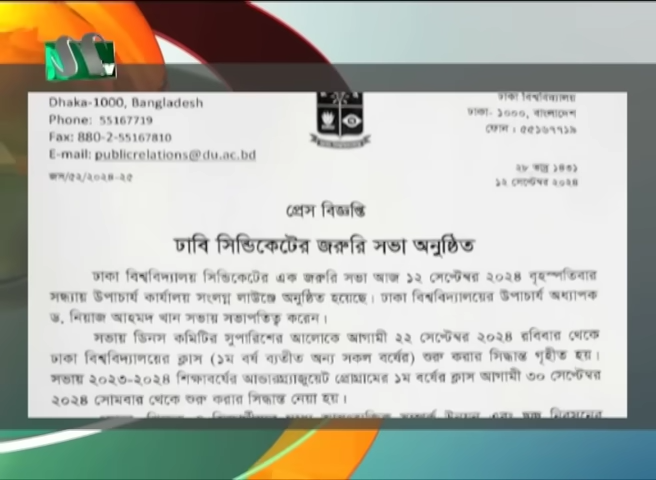 NTV
Dhaka-1000, Bangladesh
Phone: 55167719
Fax: 880-2-55167810
E-mail: publicrelations@du.ac.bd
জস/৫২/২০২৪-২৫
ঢাকা বিশ্ববিদ্যালয়
ঢাকা- ১০০০, বাংলাদেশ
ফোন : ৫৫১৬৭৭১৯
২৮ ভাদ্র ১৪৩১
১২ সেপ্টেম্বর ২০২৪
প্রেস বিজ্ঞপ্তি
ঢাবি সিন্ডিকেটের জরুরি সভা অনুষ্ঠিত
ঢাকা বিশ্ববিদ্যালয় সিন্ডিকেটের এক জরুরি সভা আজ ১২ সেপ্টেম্বর ২০২৪ বৃহস্পতিবার
সন্ধ্যায় উপাচার্য কার্যালয় সংলগ্ন লাউঞ্জে অনুষ্ঠিত হয়েছে। ঢাকা বিশ্ববিদ্যালয়ের উপাচার্য অধ্যাপক
ড. নিয়াজ আহমদ খান সভায় সভাপতিত্ব করেন।
সভায় ডিনস কমিটির সুপারিশের আলোকে আগামী ২২ সেপ্টেম্বর ২০২৪ রবিবার থেকে
ঢাকা বিশ্ববিদ্যালয়ের ক্লাস (১ম বর্ষ ব্যতীত অন্য সকল বর্ষের) শুরু করার সিদ্ধান্ত গৃহীত হয়।
সভায় ২০২৩-২০২৪ শিক্ষাবর্ষের আন্ডারগ্র্যাজুয়েট প্রোগ্রামের ১ম বর্ষের ক্লাস আগামী ৩০ সেপ্টেম্বর
২০২৪ সোমবার থেকে শুরু করার সিদ্ধান্ত নেয়া হয়।